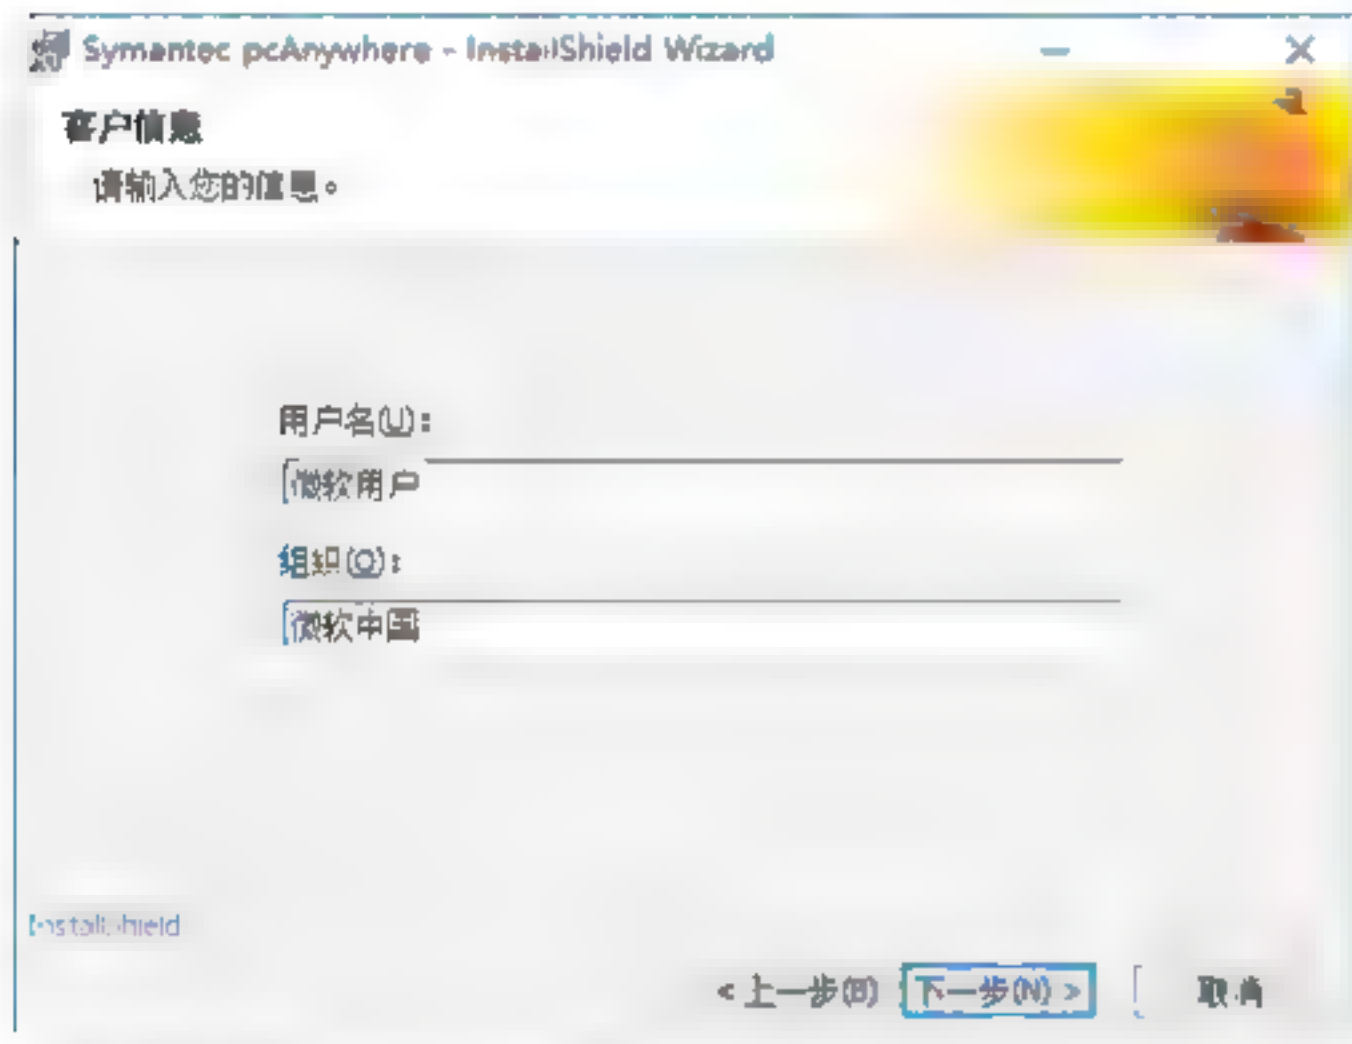 Symantec pcAnywhere - InstallShield Wizard
客户信息
请输入您的信息。
用户名(U):
微软用户
组织(O):
微软中国
InstallShield
< 上一步(B) 下一步(N) > 取消